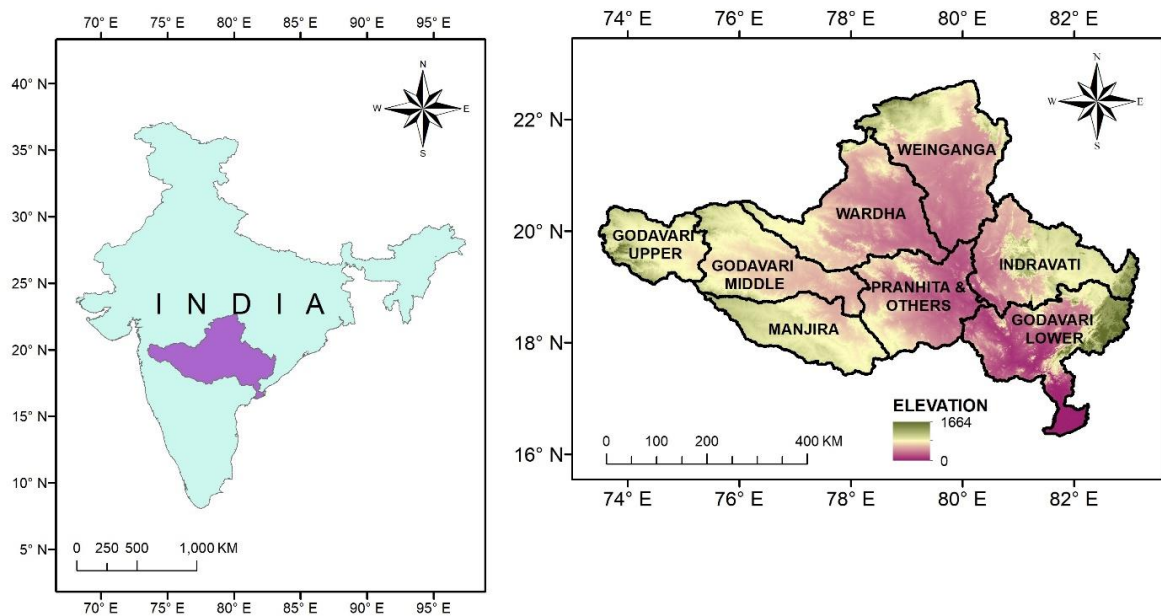 70° E 75° E 80° E 85° E 90° E 95° E
40° N
35° N
30° N
25° N
20° N
15° N
10° N
5° N
N
W E
S
I N D I A
0 250 500 1,000 KM
70° E 75° E 80° E 85° E 90° E 95° E
74° E 76° E 78° E 80° E 82° E
22° N
20° N
18° N
16° N
N
W E
S
WEINGANGA
WARDHA
GODAVARI
UPPER
GODAVARI
MIDDLE
PRANHITA &
OTHERS
INDRAVATI
MANJIRA
GODAVARI
LOWER
ELEVATION
1664
0
0 100 200 400 KM
74° E 76° E 78° E 80° E 82° E